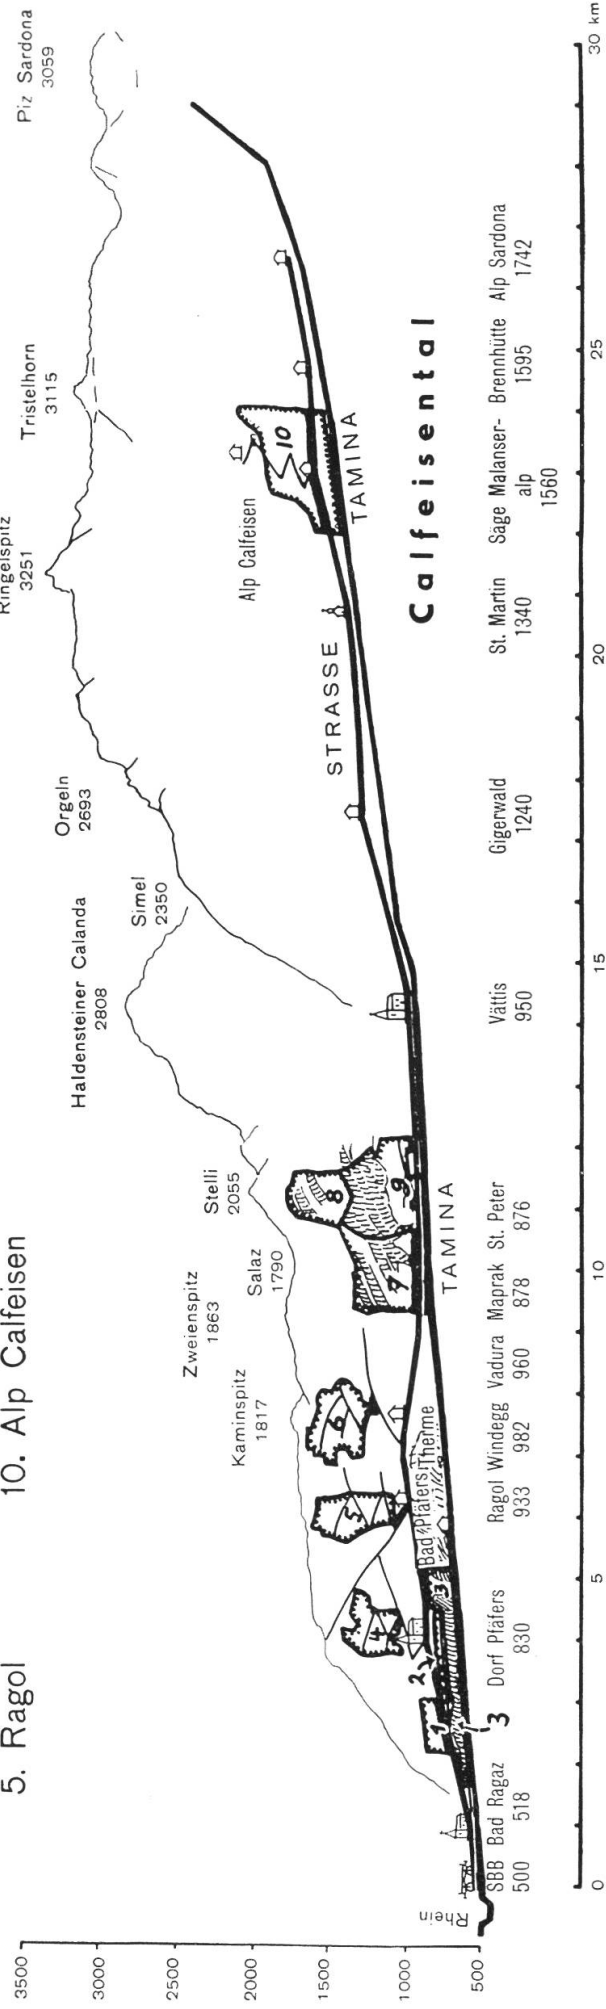 5. Ragol
10. Alp Calfeisen
Piz Sardona
3059
Tristelhorn
3115
Ringelspitz
3251
Orgeln
2693
Simel
2350
Haldensteiner Calanda
2808
Stelli
2055
Salaz
1790
Zweienspitz
1863
Kaminspitz
1817
Alp Calfeisen
STRASSE
TAMINA
TAMINA
Calfeisental
Bad Pfäfers/Therme
Rhein
1
2
3
3
4
5
6
7
8
9
10
SBB
500
Bad Ragaz
518
Dorf Pfäfers
830
Ragol
933
Windegg
982
Vadura
960
Maprak
878
St. Peter
876
Vättis
950
Gigerwald
1240
St. Martin
1340
Säge Malanser-
alp
1560
Brennhütte
1595
Alp Sardona
1742
3500
3000
2500
2000
1500
1000
500
0
5
10
15
20
25
30 km